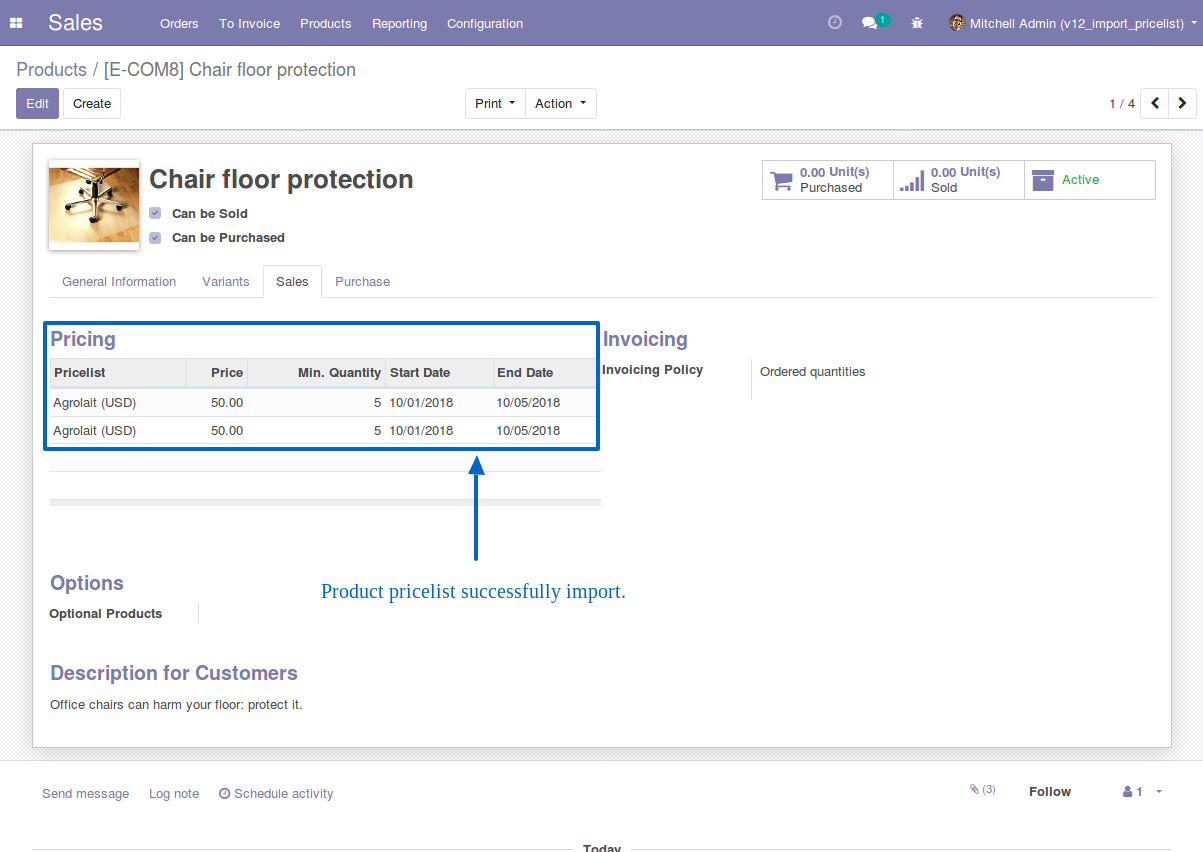 Sales Orders To Invoice Products Reporting Configuration 1 Mitchell Admin (v12_import_pricelist)
Products / [E-COM8] Chair floor protection
Edit Create Print Action 1 / 4
Chair floor protection
0.00 Unit(s) Purchased
0.00 Unit(s) Sold
Active
Can be Sold
Can be Purchased
General Information Variants Sales Purchase
Pricing
Pricelist Price Min. Quantity Start Date End Date
Agrolait (USD) 50.00 5 10/01/2018 10/05/2018
Agrolait (USD) 50.00 5 10/01/2018 10/05/2018
Invoicing
Invoicing Policy Ordered quantities
Product pricelist successfully import.
Options
Optional Products
Description for Customers
Office chairs can harm your floor: protect it.
Send message Log note Schedule activity (3) Follow 1
Today